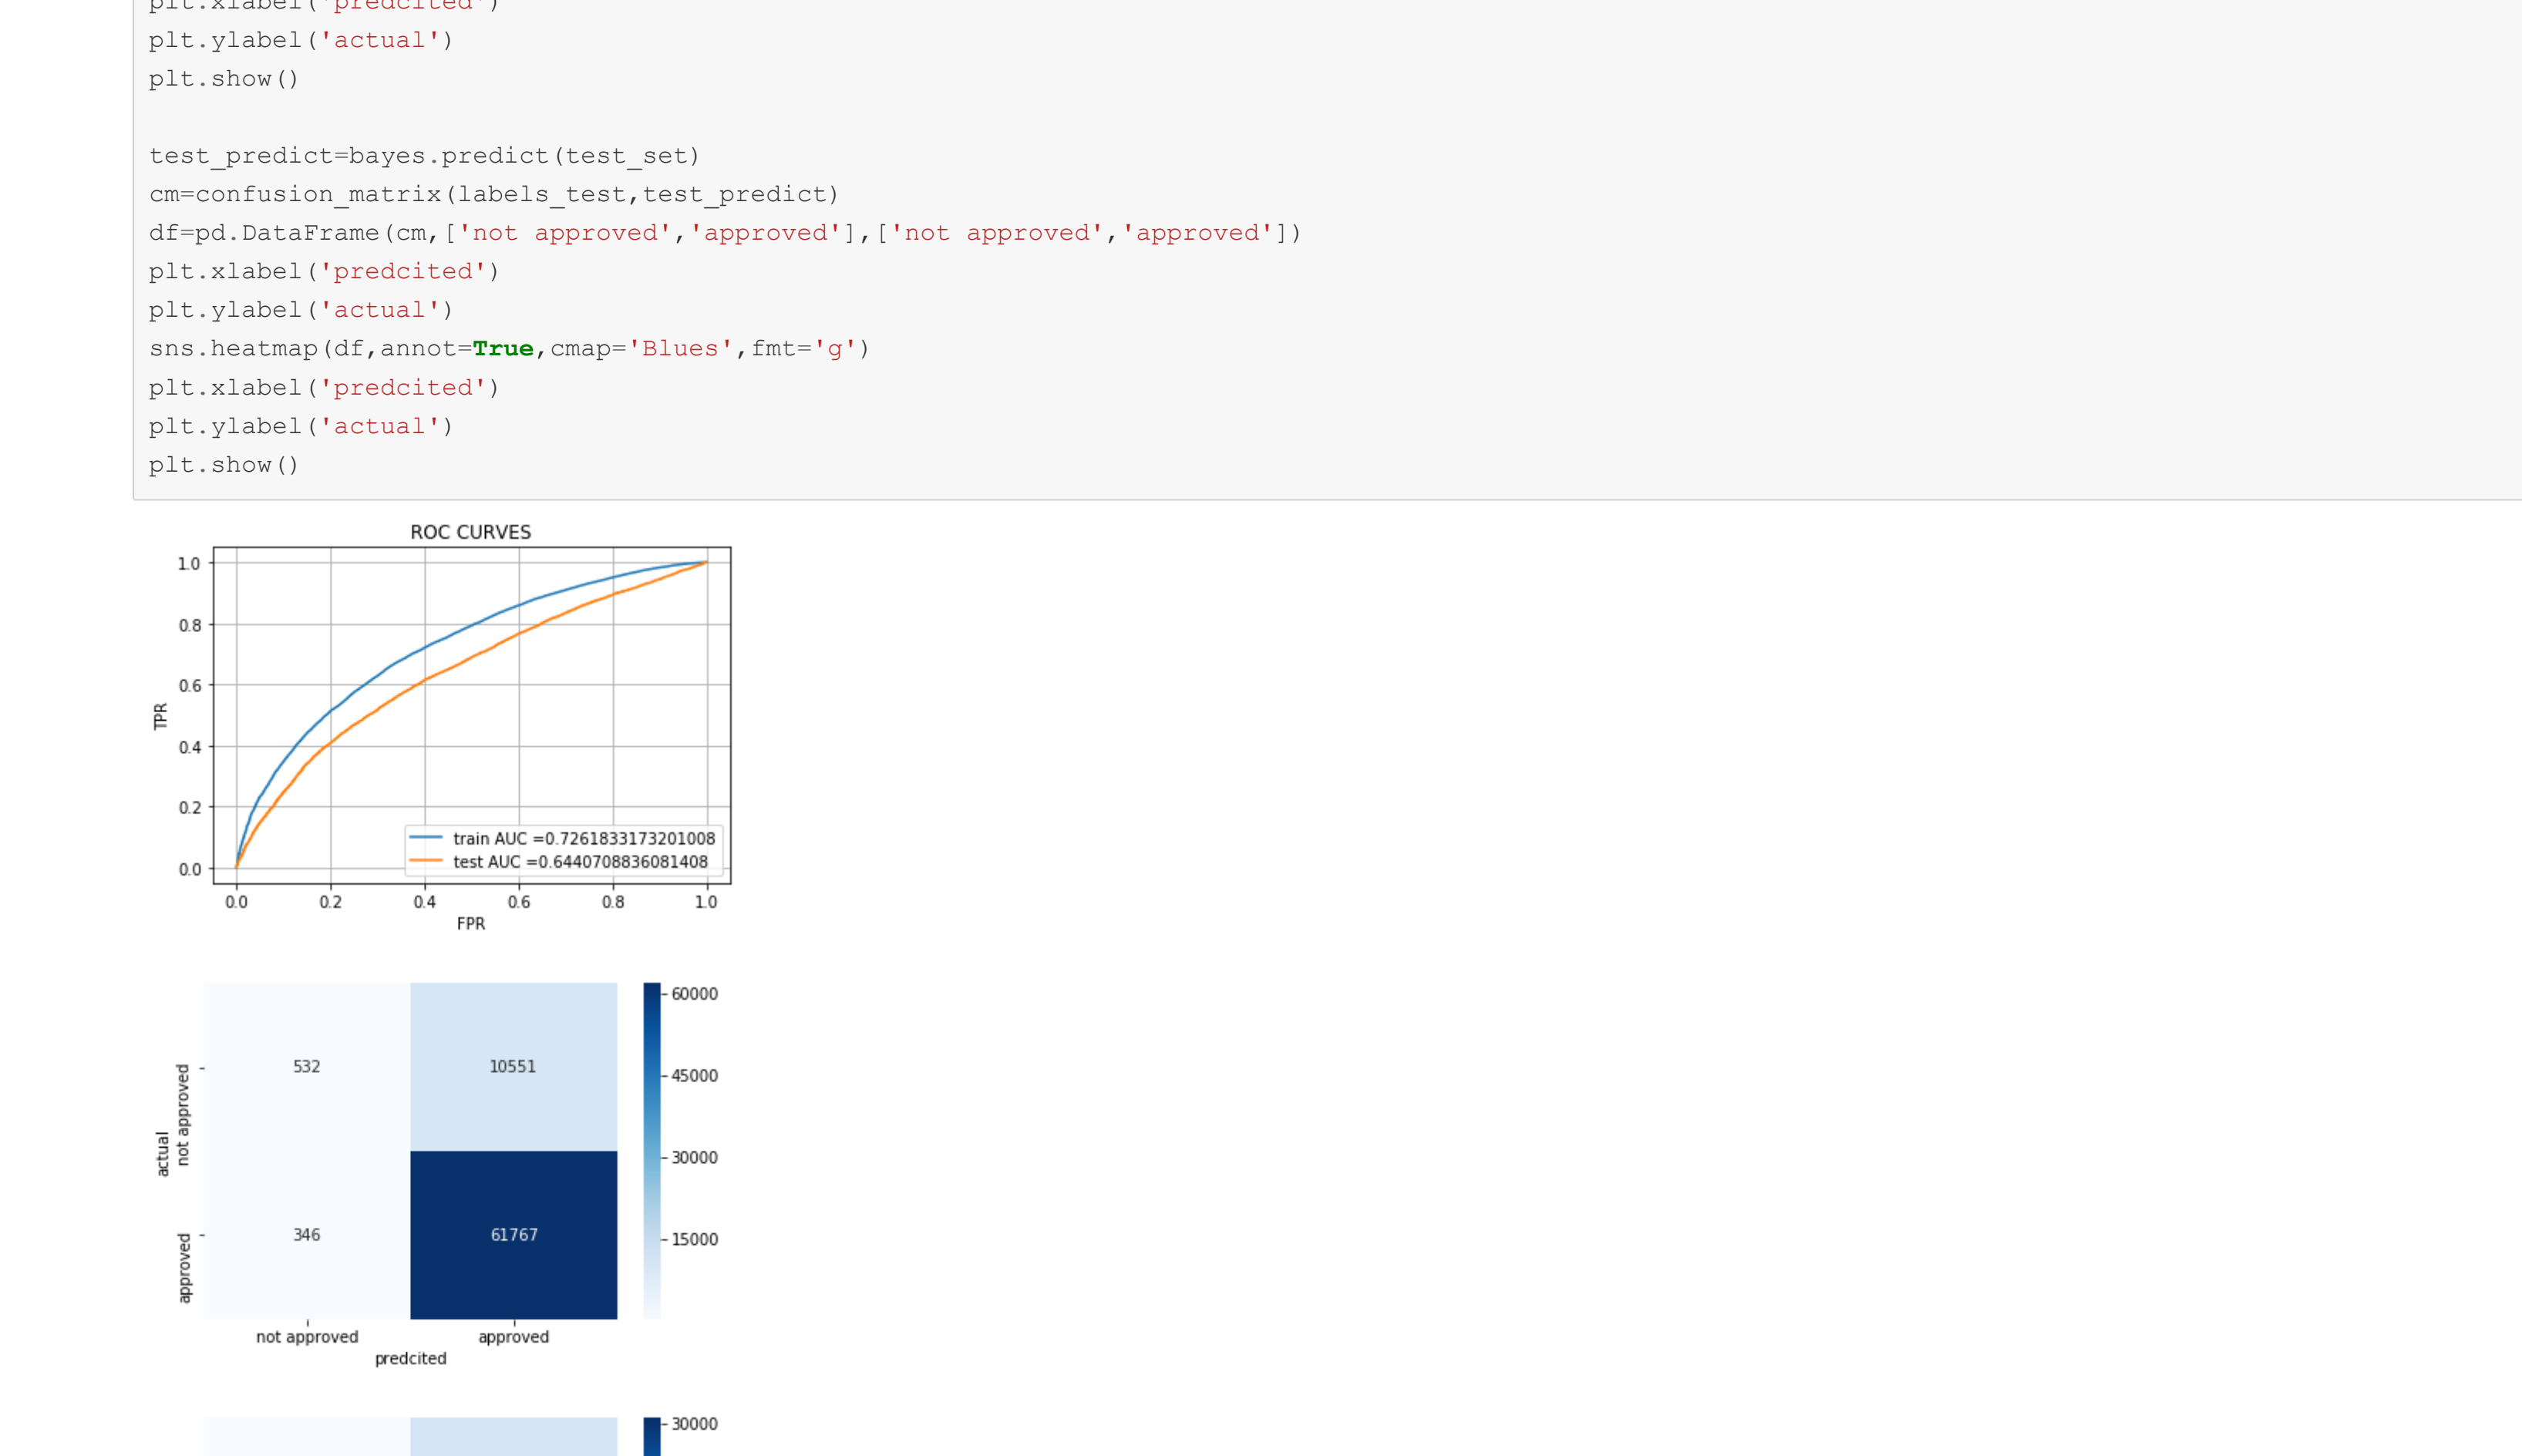 plt.xlabel('predcited')
plt.ylabel('actual')
plt.show()
test_predict=bayes.predict(test_set)
cm=confusion_matrix(labels_test,test_predict)
df=pd.DataFrame(cm,['not approved','approved'],['not approved','approved'])
plt.xlabel('predcited')
plt.ylabel('actual')
sns.heatmap(df,annot=True,cmap='Blues',fmt='g')
plt.xlabel('predcited')
plt.ylabel('actual')
plt.show()
ROC CURVES
1.0
0.8
0.6
0.4
0.2
0.0
TPR
train AUC =0.7261833173201008
test AUC =0.6440708836081408
0.0 0.2 0.4 0.6 0.8 1.0
FPR
60000
45000
30000
15000
532 10551
346 61767
actual
not approved
approved
not approved approved
predcited
30000